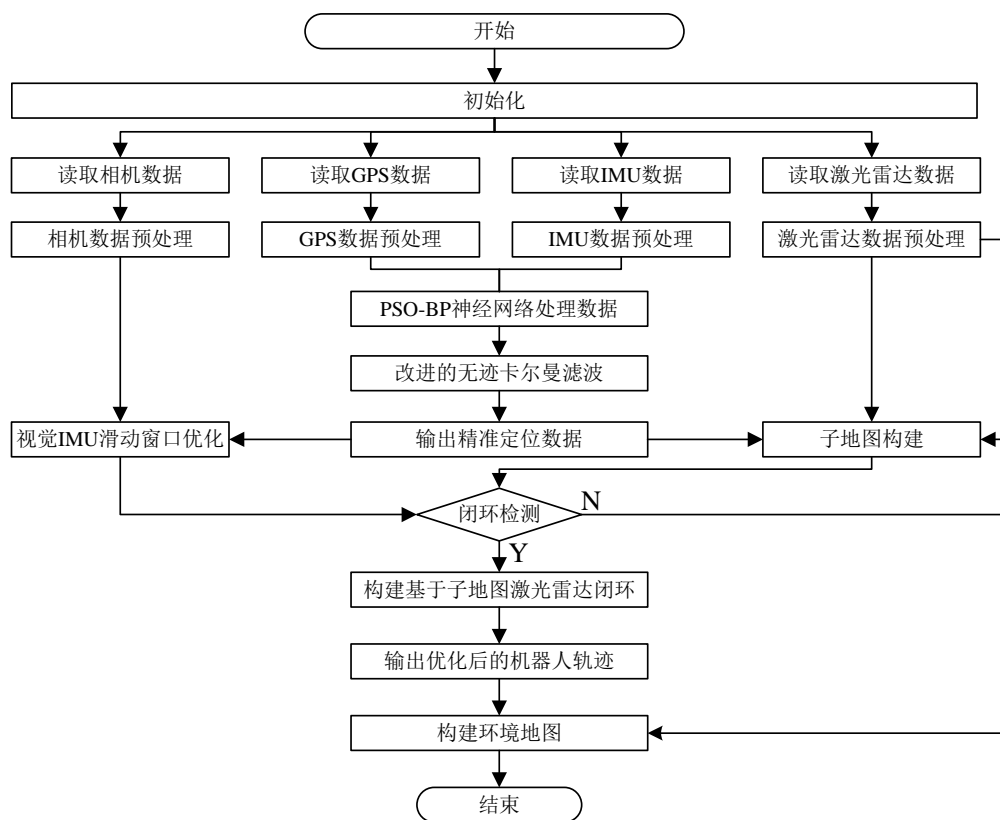 开始
初始化
读取相机数据
读取GPS数据
读取IMU数据
读取激光雷达数据
相机数据预处理
GPS数据预处理
IMU数据预处理
激光雷达数据预处理
PSO-BP神经网络处理数据
改进的无迹卡尔曼滤波
视觉IMU滑动窗口优化
输出精准定位数据
子地图构建
闭环检测
N
Y
构建基于子地图激光雷达闭环
输出优化后的机器人轨迹
构建环境地图
结束